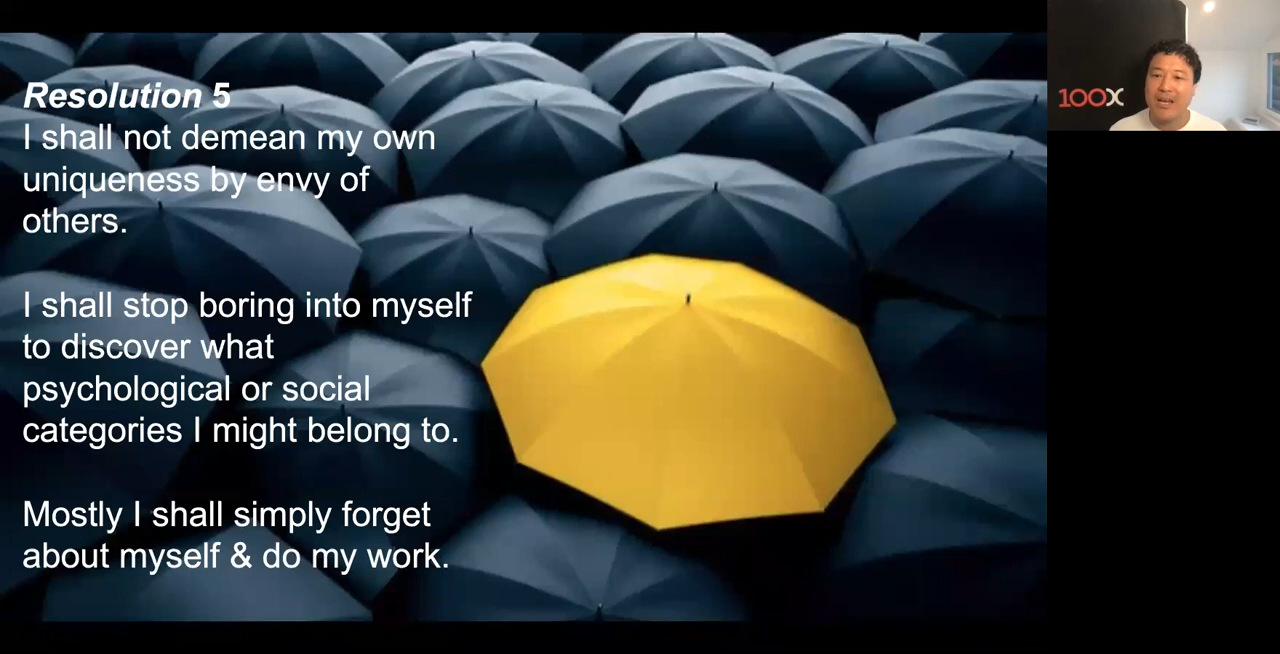 Resolution 5
I shall not demean my own
uniqueness by envy of
others.
I shall stop boring into myself
to discover what
psychological or social
categories I might belong to.
Mostly I shall simply forget
about myself & do my work.
100X